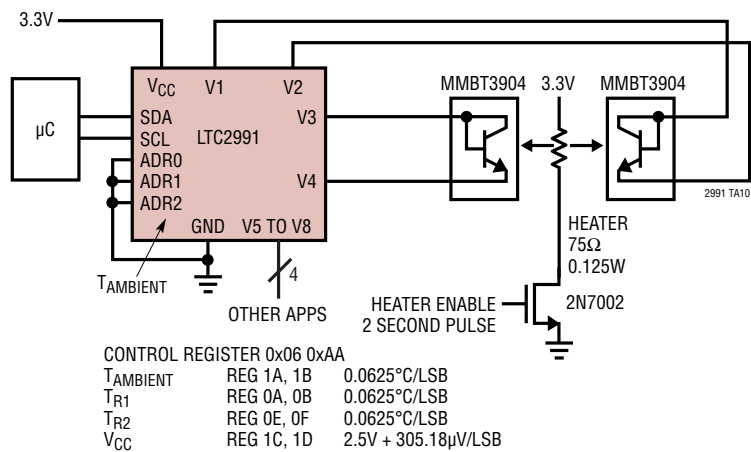 3.3V
VCC
V1
V2
MMBT3904
3.3V
MMBT3904
µC
SDA
SCL
ADR0
ADR1
ADR2
LTC2991
V3
V4
2991 TA10
GND
V5 TO V8
TAMBIENT
4
OTHER APPS
HEATER
75Ω
0.125W
HEATER ENABLE
2 SECOND PULSE
2N7002
CONTROL REGISTER 0x06 0xAA
TAMBIENT REG 1A, 1B 0.0625°C/LSB
TR1 REG 0A, 0B 0.0625°C/LSB
TR2 REG 0E, 0F 0.0625°C/LSB
VCC REG 1C, 1D 2.5V + 305.18µV/LSB